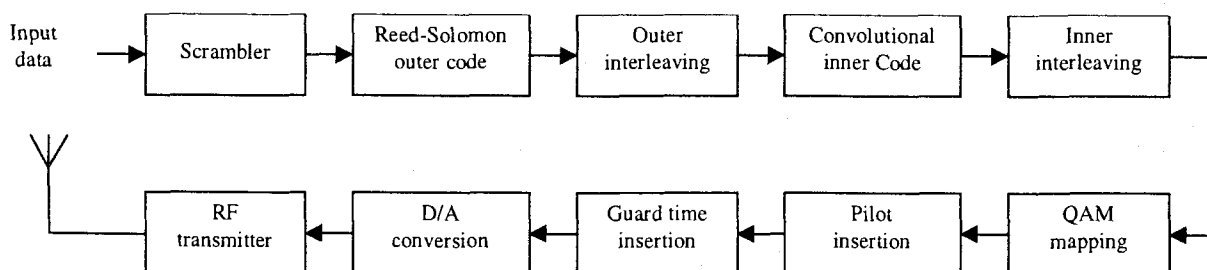 Input
data
Scrambler
Reed-Solomon
outer code
Outer
interleaving
Convolutional
inner Code
Inner
interleaving
RF
transmitter
D/A
conversion
Guard time
insertion
Pilot
insertion
QAM
mapping